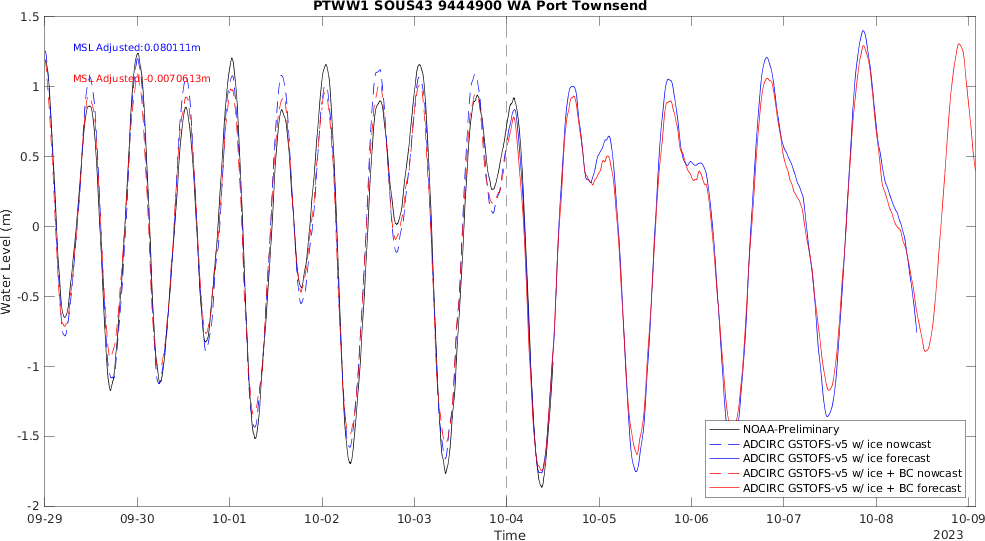 PTWW1 SOUS43 9444900 WA Port Townsend
1.5
MSL Adjusted:0.080111m
MSL Adjusted:-0.0070613m
1
0.5
0
-0.5
-1
-1.5
-2
Water Level (m)
NOAA-Preliminary
ADCIRC GSTOFS-v5 w/ ice nowcast
ADCIRC GSTOFS-v5 w/ ice forecast
ADCIRC GSTOFS-v5 w/ ice + BC nowcast
ADCIRC GSTOFS-v5 w/ ice + BC forecast
09-29 09-30 10-01 10-02 10-03 10-04 10-05 10-06 10-07 10-08 10-09
Time
2023